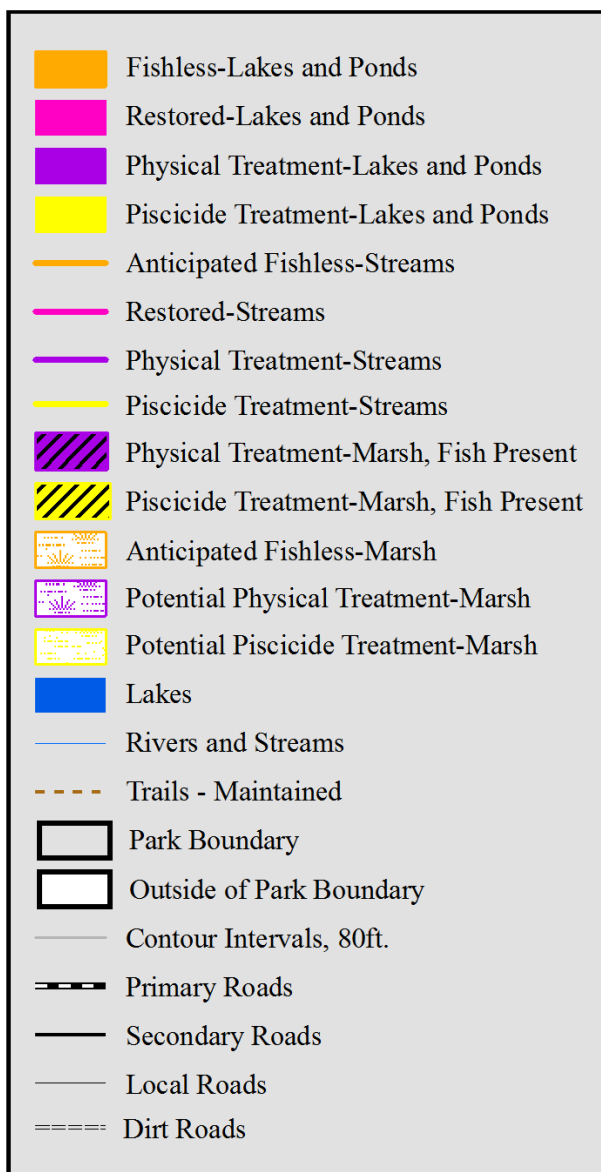 Fishless-Lakes and Ponds
Restored-Lakes and Ponds
Physical Treatment-Lakes and Ponds
Piscicide Treatment-Lakes and Ponds
Anticipated Fishless-Streams
Restored-Streams
Physical Treatment-Streams
Piscicide Treatment-Streams
Physical Treatment-Marsh, Fish Present
Piscicide Treatment-Marsh, Fish Present
Anticipated Fishless-Marsh
Potential Physical Treatment-Marsh
Potential Piscicide Treatment-Marsh
Lakes
Rivers and Streams
Trails - Maintained
Park Boundary
Outside of Park Boundary
Contour Intervals, 80ft.
Primary Roads
Secondary Roads
Local Roads
Dirt Roads